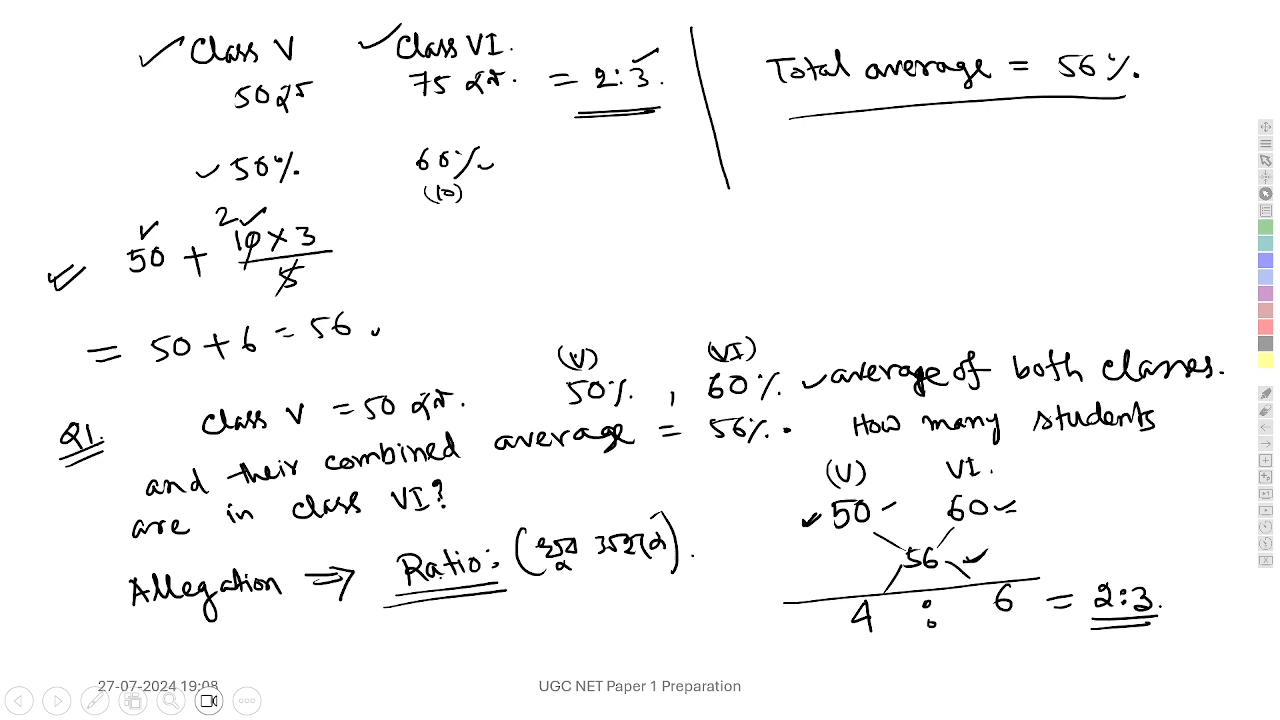 Class V Class VI. Total average = 56%.
50 75 = 2:3.
50% 60%
(10)
2
50 + 10 × 3
5
= 50 + 6 = 56.
(V) (VI)
Q1. Class V = 50 50%. , 60% average of both classes.
and their combined average = 56%. How many students
are in class VI?
(V) VI.
50 60
56
4 : 6 = 2:3.
Allegation ⇒ Ratio:
27-07-2024 19:08 UGC NET Paper 1 Preparation